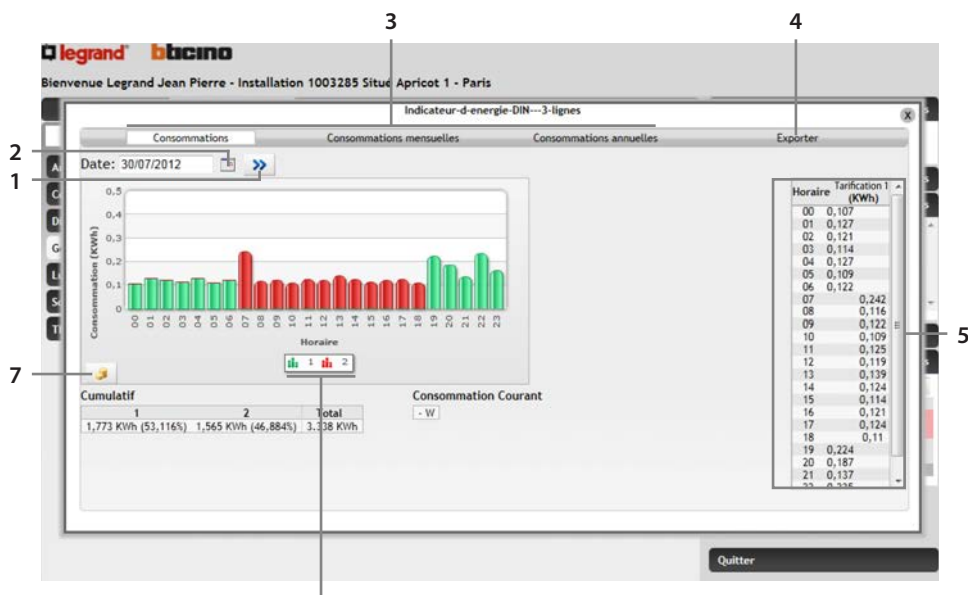 3
4
legrand bticino
Bienvenue Legrand Jean Pierre - Installation 1003285 Situé Apricot 1 - Paris
Indicateur-d-energie-DIN---3-lignes
X
Consommations Consommations mensuelles Consommations annuelles Exporter
2
1
Date: 30/07/2012
Consommation (KWh)
0,5
0,4
0,3
0,2
0,1
0
00 01 02 03 04 05 06 07 08 09 10 11 12 13 14 15 16 17 18 19 20 21 22 23
Horaire
1 2
7
Cumulatif
1 2 Total
1,773 KWh (53,116%) 1,565 KWh (46,884%) 3,338 KWh
Consommation Courant
- W
Horaire Tarification 1 (KWh)
00 0,107
01 0,127
02 0,121
03 0,114
04 0,127
05 0,109
06 0,122
07 0,242
08 0,116
09 0,122
10 0,109
11 0,125
12 0,119
13 0,139
14 0,124
15 0,114
16 0,121
17 0,124
18 0,11
19 0,224
20 0,187
21 0,137
5
Quitter